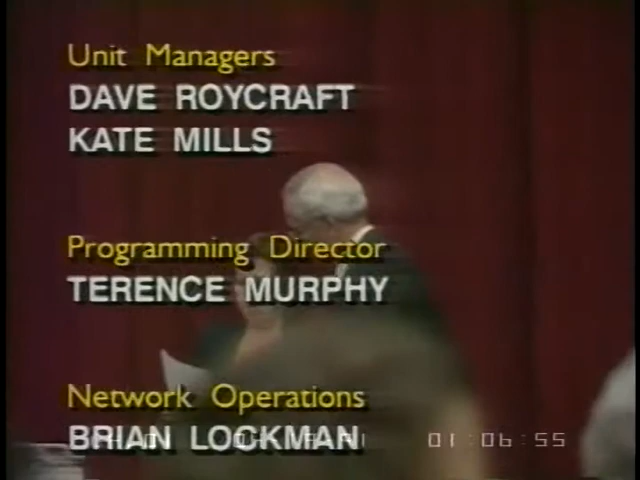 Unit Managers
DAVE ROYCRAFT
KATE MILLS
Programming Director
TERENCE MURPHY
Network Operations
BRIAN LOCKMAN
01:06:55